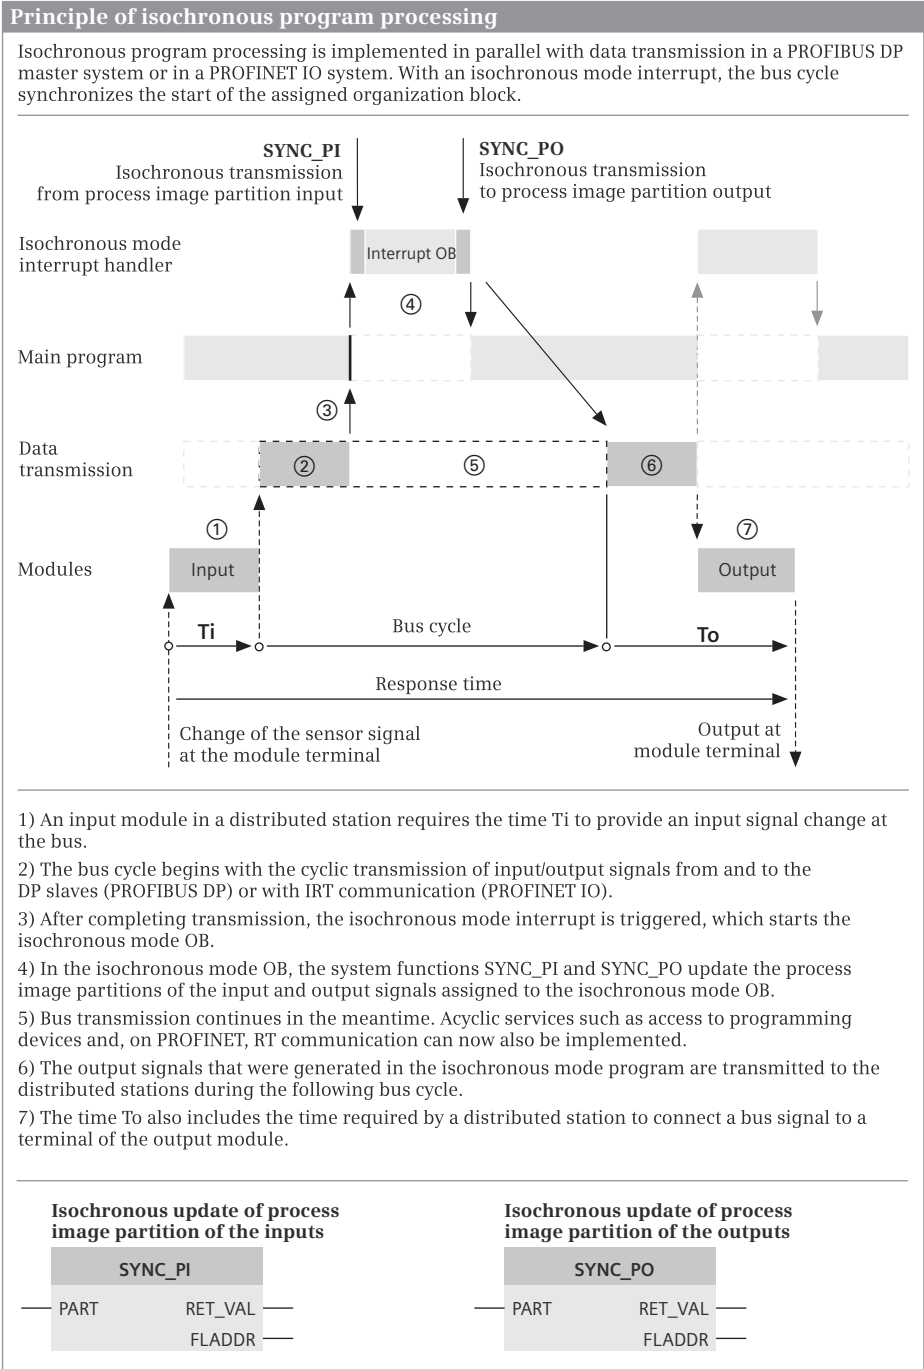 Principle of isochronous program processing
Isochronous program processing is implemented in parallel with data transmission in a PROFIBUS DP
master system or in a PROFINET IO system. With an isochronous mode interrupt, the bus cycle
synchronizes the start of the assigned organization block.
SYNC_PI
Isochronous transmission
from process image partition input
SYNC_PO
Isochronous transmission
to process image partition output
Isochronous mode
interrupt handler
Interrupt OB
④
Main program
③
Data
transmission
②
⑤
⑥
①
⑦
Modules
Input
Output
Ti
Bus cycle
To
Response time
Change of the sensor signal
at the module terminal
Output at
module terminal
1) An input module in a distributed station requires the time Ti to provide an input signal change at
the bus.
2) The bus cycle begins with the cyclic transmission of input/output signals from and to the
DP slaves (PROFIBUS DP) or with IRT communication (PROFINET IO).
3) After completing transmission, the isochronous mode interrupt is triggered, which starts the
isochronous mode OB.
4) In the isochronous mode OB, the system functions SYNC_PI and SYNC_PO update the process
image partitions of the input and output signals assigned to the isochronous mode OB.
5) Bus transmission continues in the meantime. Acyclic services such as access to programming
devices and, on PROFINET, RT communication can now also be implemented.
6) The output signals that were generated in the isochronous mode program are transmitted to the
distributed stations during the following bus cycle.
7) The time To also includes the time required by a distributed station to connect a bus signal to a
terminal of the output module.
Isochronous update of process
image partition of the inputs
SYNC_PI
PART RET_VAL
FLADDR
Isochronous update of process
image partition of the outputs
SYNC_PO
PART RET_VAL
FLADDR